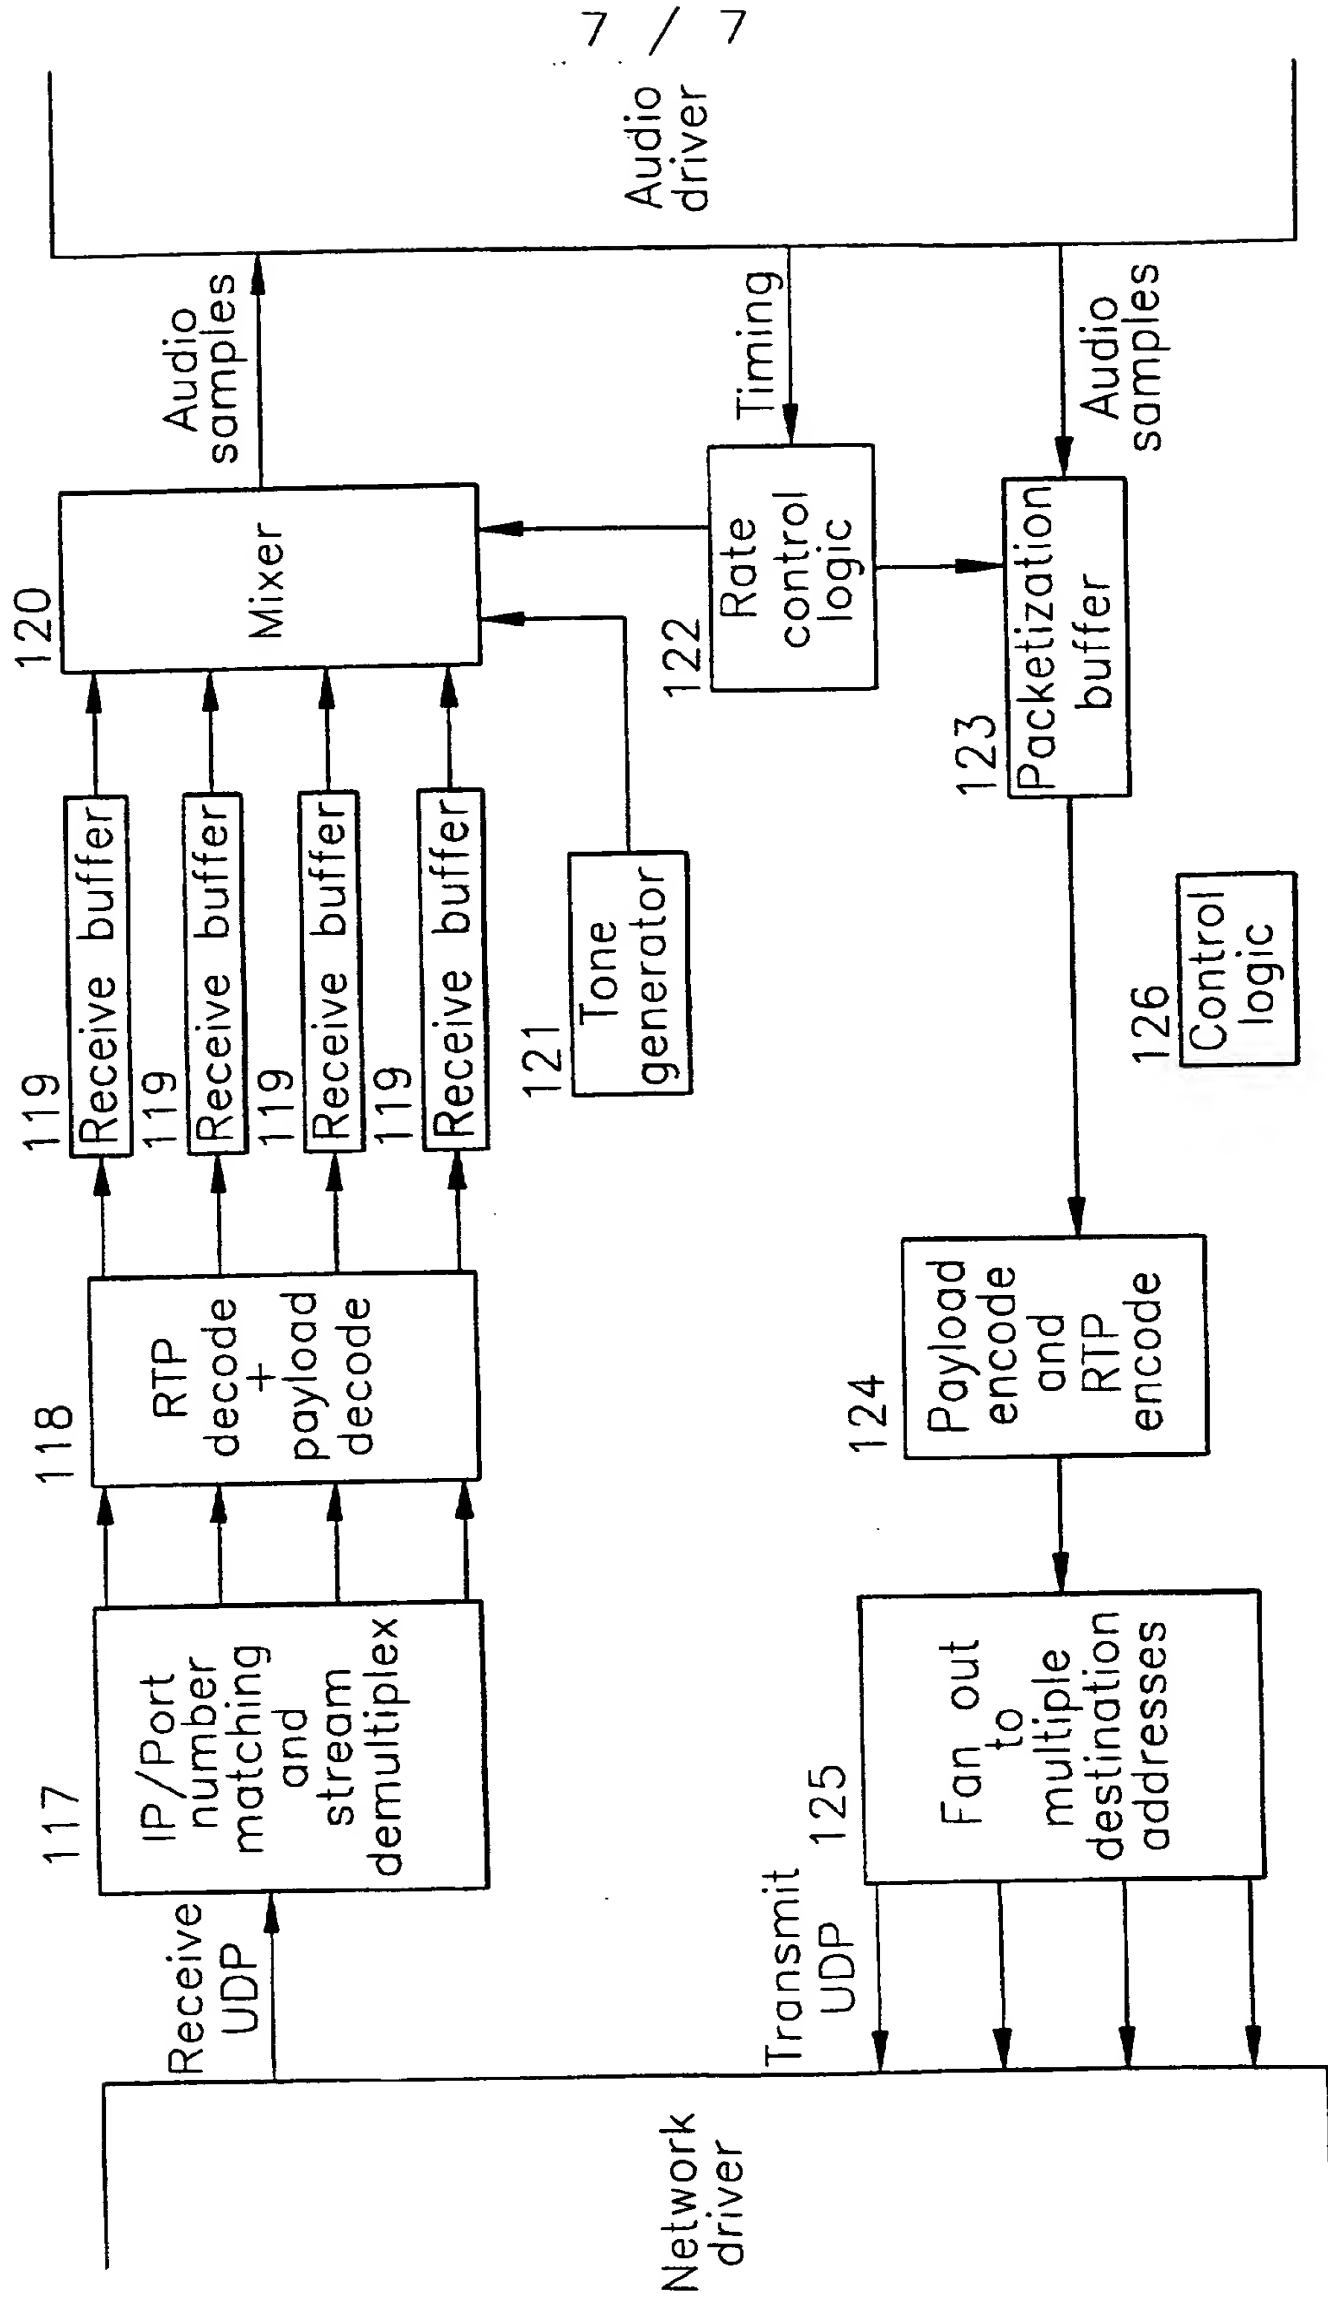 7 / 7
Network
driver
Receive
UDP
117
IP/Port
number
matching
and
stream
demultiplex
118
RTP
decode
+
payload
decode
119
Receive buffer
119
Receive buffer
119
Receive buffer
119
Receive buffer
120
Mixer
Audio
samples
Audio
driver
121
Tone
generator
122
Rate
control
logic
Timing
123
Packetization
buffer
Audio
samples
124
Payload
encode
and
RTP
encode
125
Fan out
to
multiple
destination
addresses
Transmit
UDP
126
Control
logic